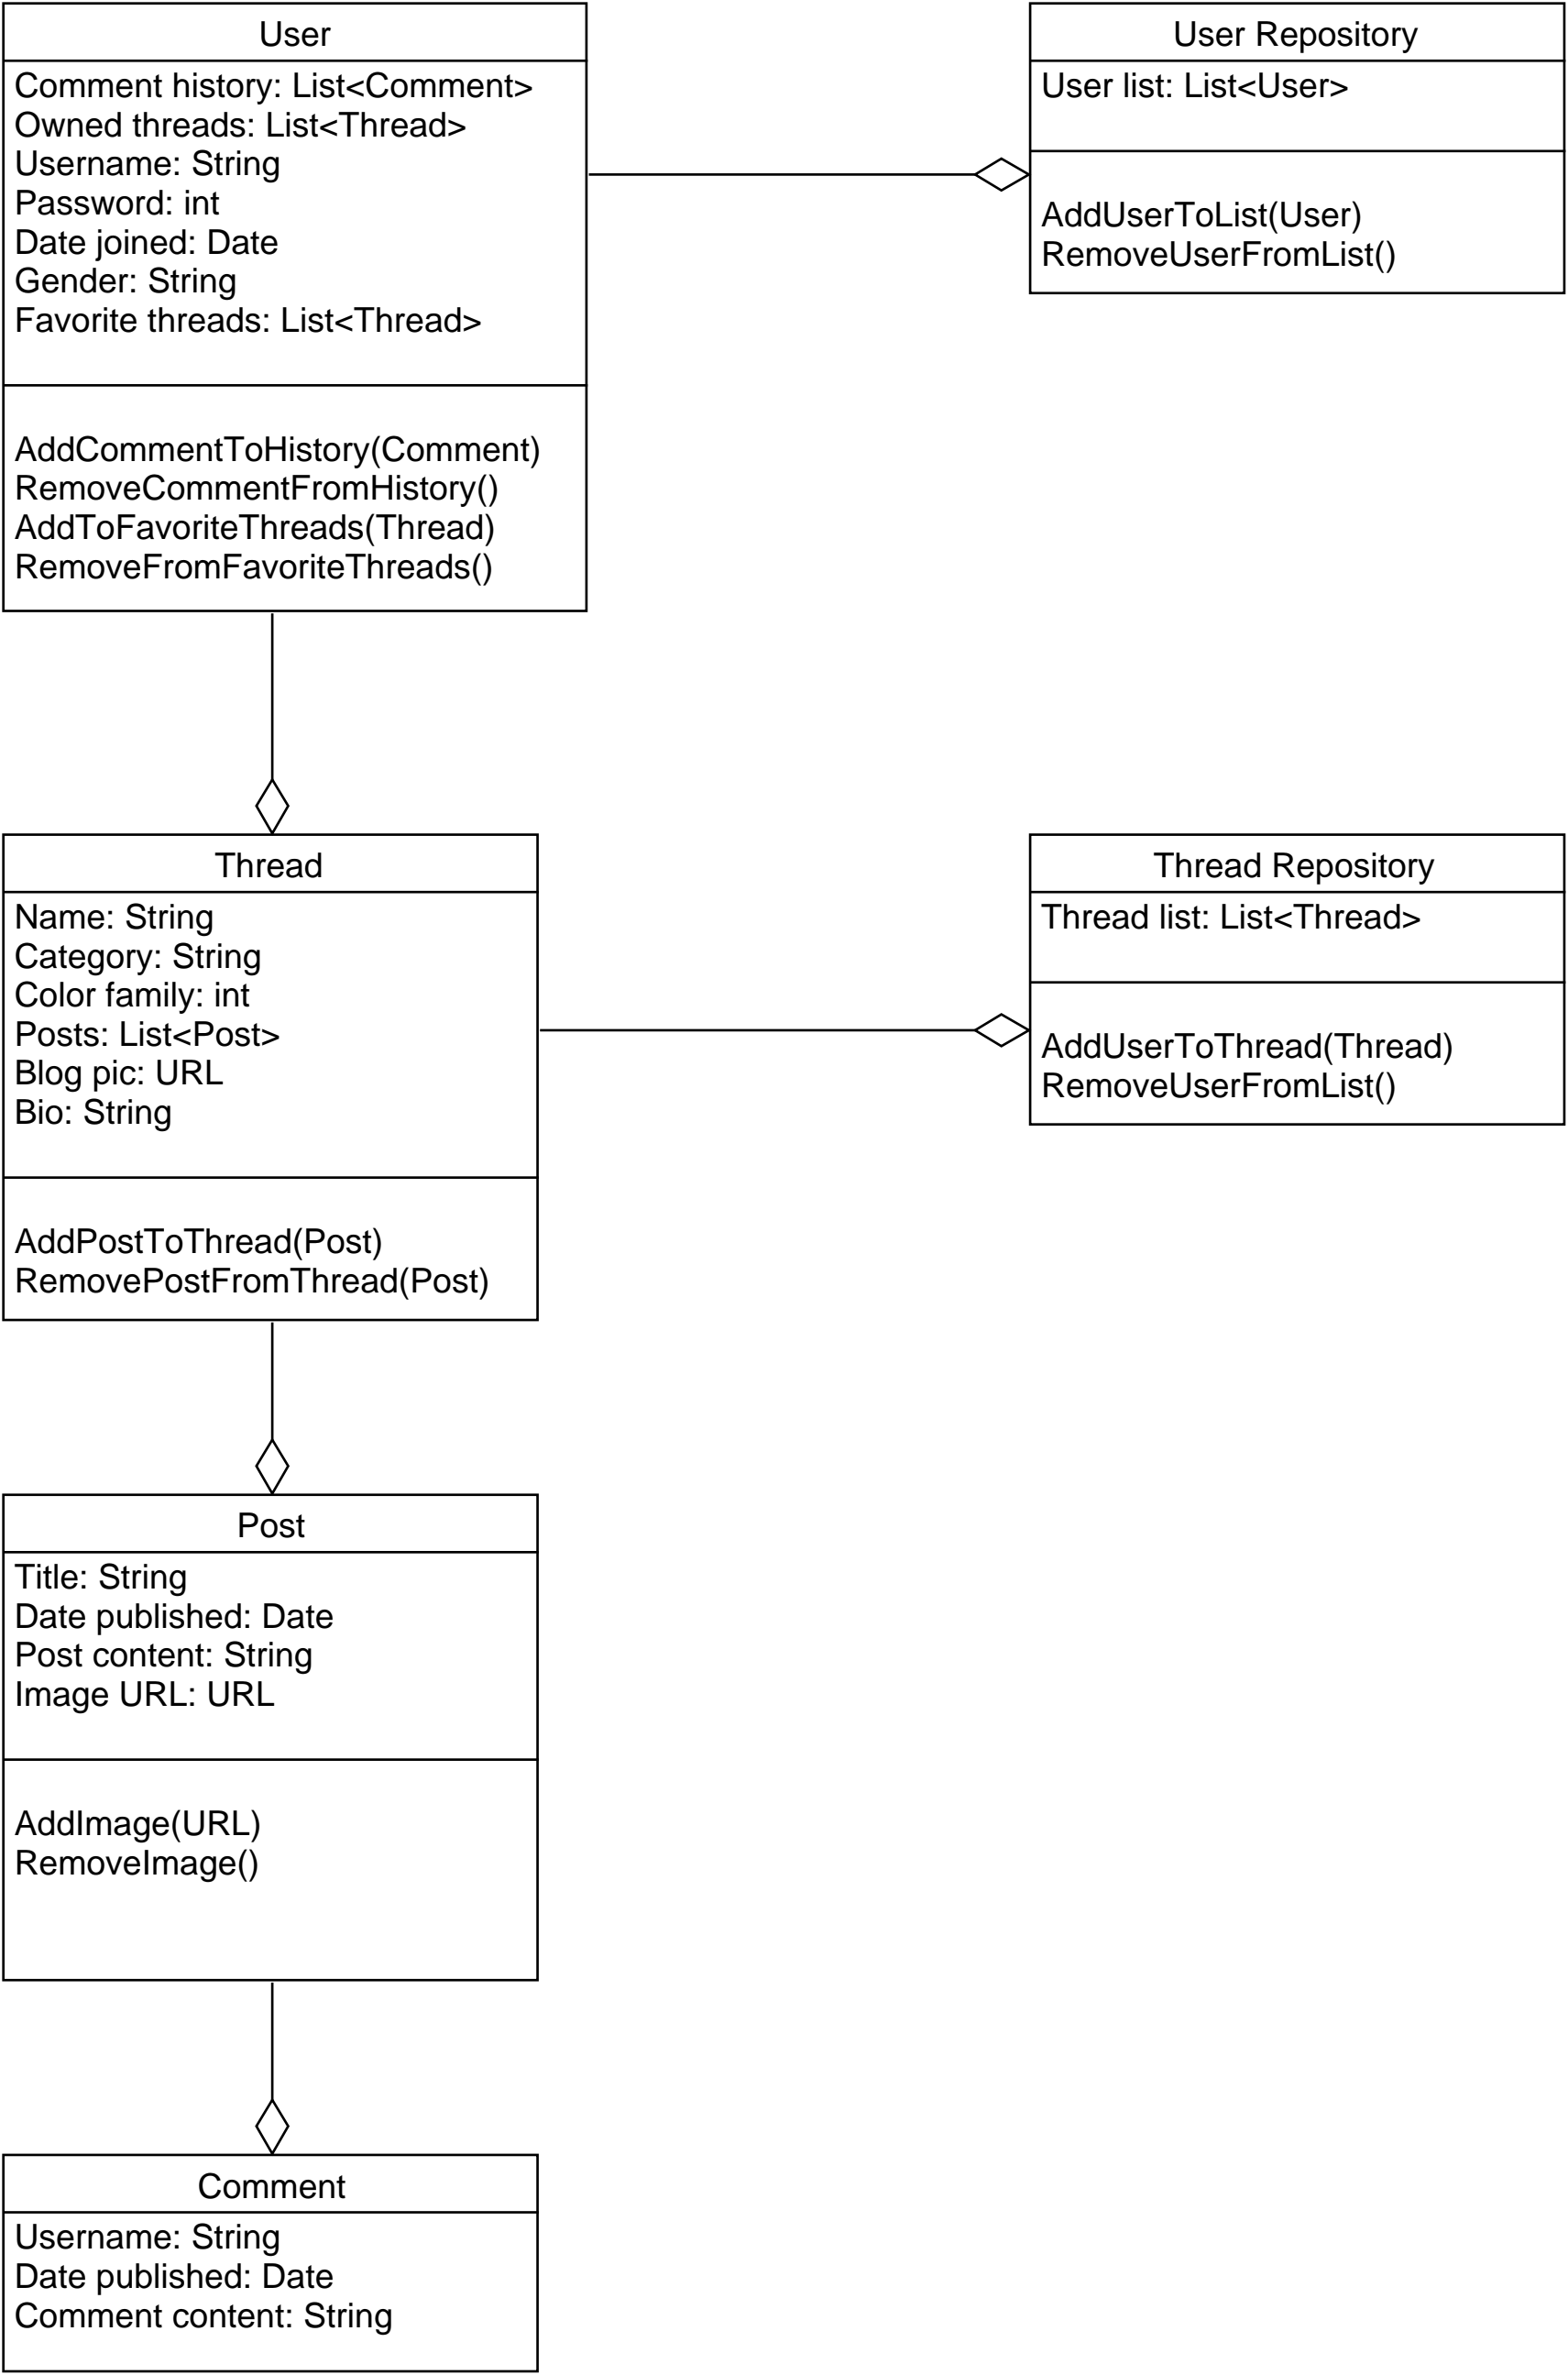 User
Comment history: List<Comment>
Owned threads: List<Thread>
Username: String
Password: int
Date joined: Date
Gender: String
Favorite threads: List<Thread>
AddCommentToHistory(Comment)
RemoveCommentFromHistory()
AddToFavoriteThreads(Thread)
RemoveFromFavoriteThreads()
User Repository
User list: List<User>
AddUserToList(User)
RemoveUserFromList()
Thread
Name: String
Category: String
Color family: int
Posts: List<Post>
Blog pic: URL
Bio: String
AddPostToThread(Post)
RemovePostFromThread(Post)
Thread Repository
Thread list: List<Thread>
AddUserToThread(Thread)
RemoveUserFromList()
Post
Title: String
Date published: Date
Post content: String
Image URL: URL
AddImage(URL)
RemoveImage()
Comment
Username: String
Date published: Date
Comment content: String